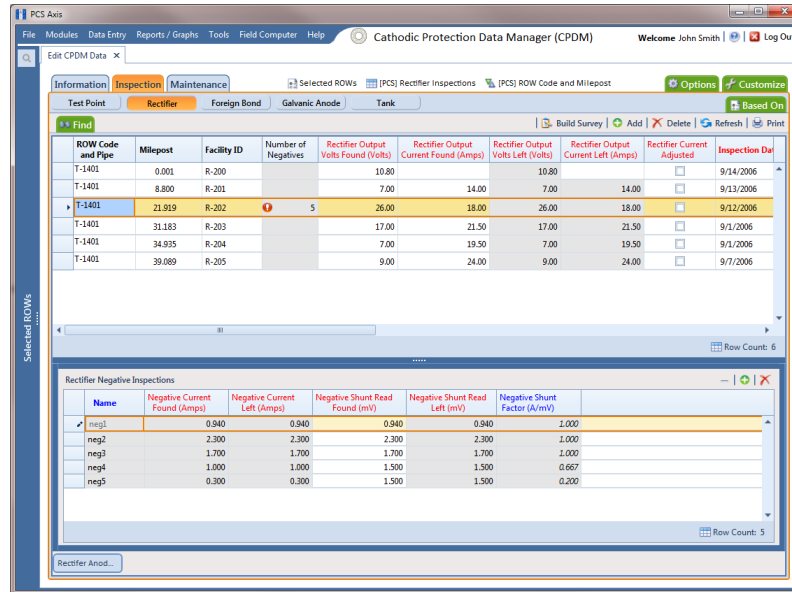 PCS Axis
File Modules Data Entry Reports / Graphs Tools Field Computer Help Cathodic Protection Data Manager (CPDM) Welcome John Smith Log Ou
Edit CPDM Data
Information Inspection Maintenance Selected ROWs [PCS] Rectifier Inspections [PCS] ROW Code and Milepost Options Customize
Test Point Rectifier Foreign Bond Galvanic Anode Tank Based On
Find Build Survey Add Delete Refresh Print
ROW Code and Pipe Milepost Facility ID Number of Negatives Rectifier Output Volts Found (Volts) Rectifier Output Current Found (Amps) Rectifier Output Volts Left (Volts) Rectifier Output Current Left (Amps) Rectifier Current Adjusted Inspection Dat
T-1401 0.001 R-200 10.80 10.80 9/14/2006
T-1401 8.800 R-201 7.00 14.00 7.00 14.00 9/13/2006
T-1401 21.919 R-202 5 26.00 18.00 26.00 18.00 9/12/2006
T-1401 31.183 R-203 17.00 21.50 17.00 21.50 9/1/2006
T-1401 34.935 R-204 7.00 19.50 7.00 19.50 9/1/2006
T-1401 39.089 R-205 9.00 24.00 9.00 24.00 9/7/2006
Selected ROWs
Row Count: 6
Rectifier Negative Inspections
Name Negative Current Found (Amps) Negative Current Left (Amps) Negative Shunt Read Found (mV) Negative Shunt Read Left (mV) Negative Shunt Factor (A/mV)
neg1 0.940 0.940 0.940 0.940 1.000
neg2 2.300 2.300 2.300 2.300 1.000
neg3 1.700 1.700 1.700 1.700 1.000
neg4 1.000 1.000 1.500 1.500 0.667
neg5 0.300 0.300 1.500 1.500 0.200
Row Count: 5
Rectifer Anod...